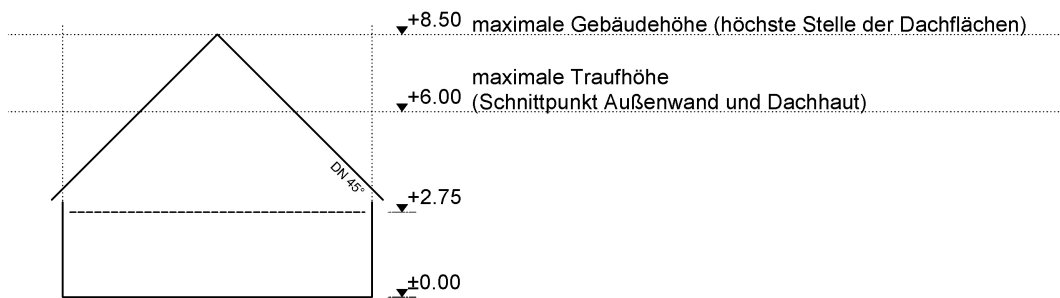 +8.50 maximale Gebäudehöhe (höchste Stelle der Dachflächen)
maximale Traufhöhe
+6.00 (Schnittpunkt Außenwand und Dachhaut)
DN 45°
+2.75
±0.00